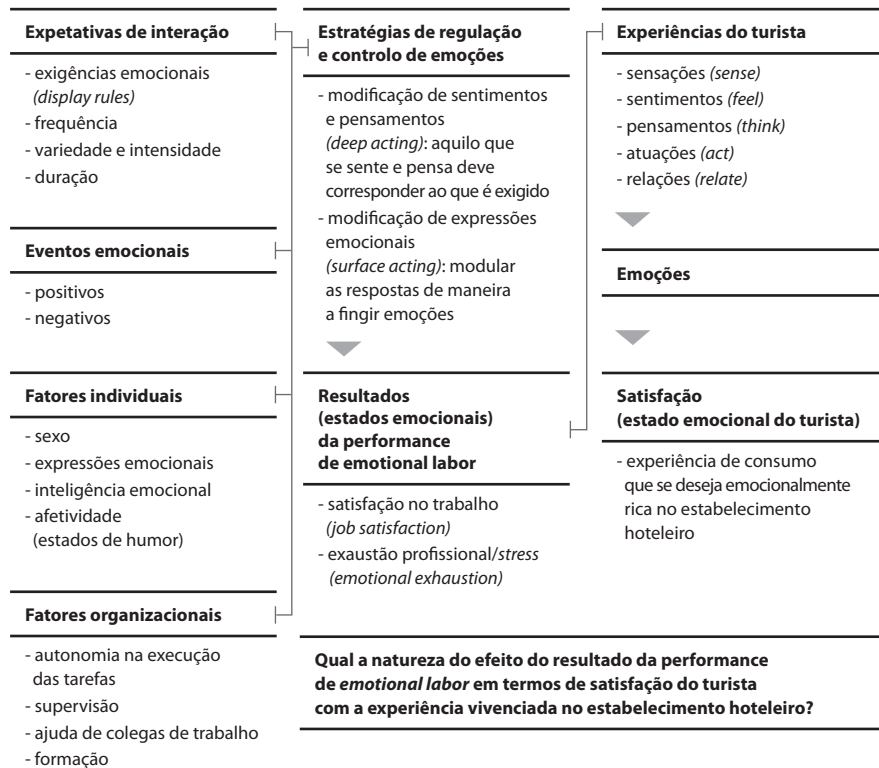 Expetativas de interação
- exigências emocionais
(display rules)
- frequência
- variedade e intensidade
- duração
Eventos emocionais
- positivos
- negativos
Fatores individuais
- sexo
- expressões emocionais
- inteligência emocional
- afetividade
(estados de humor)
Fatores organizacionais
- autonomia na execução
das tarefas
- supervisão
- ajuda de colegas de trabalho
- formação
Estratégias de regulação
e controlo de emoções
- modificação de sentimentos
e pensamentos
(deep acting): aquilo que
se sente e pensa deve
corresponder ao que é exigido
- modificação de expressões
emocionais
(surface acting): modular
as respostas de maneira
a fingir emoções
Resultados
(estados emocionais)
da performance
de emotional labor
- satisfação no trabalho
(job satisfaction)
- exaustão profissional/stress
(emotional exhaustion)
Experiências do turista
- sensações (sense)
- sentimentos (feel)
- pensamentos (think)
- atuações (act)
- relações (relate)
Emoções
Satisfação
(estado emocional do turista)
- experiência de consumo
que se deseja emocionalmente
rica no estabelecimento
hoteleiro
Qual a natureza do efeito do resultado da performance
de emotional labor em termos de satisfação do turista
com a experiência vivenciada no estabelecimento hoteleiro?